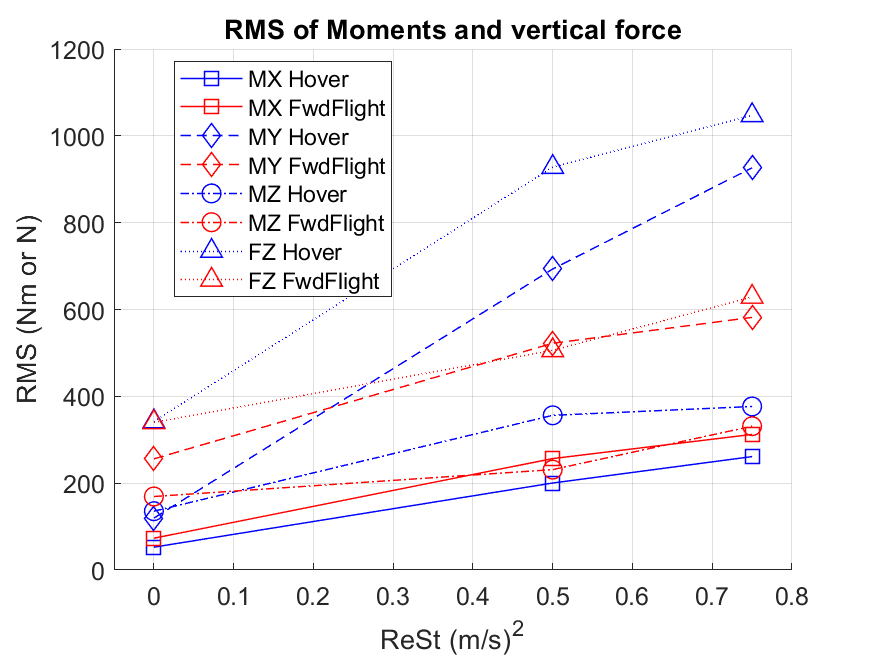 RMS of Moments and vertical force
1200
1000
800
600
400
200
0
RMS (Nm or N)
MX Hover
MX FwdFlight
MY Hover
MY FwdFlight
MZ Hover
MZ FwdFlight
FZ Hover
FZ FwdFlight
0 0.1 0.2 0.3 0.4 0.5 0.6 0.7 0.8
ReSt (m/s)²